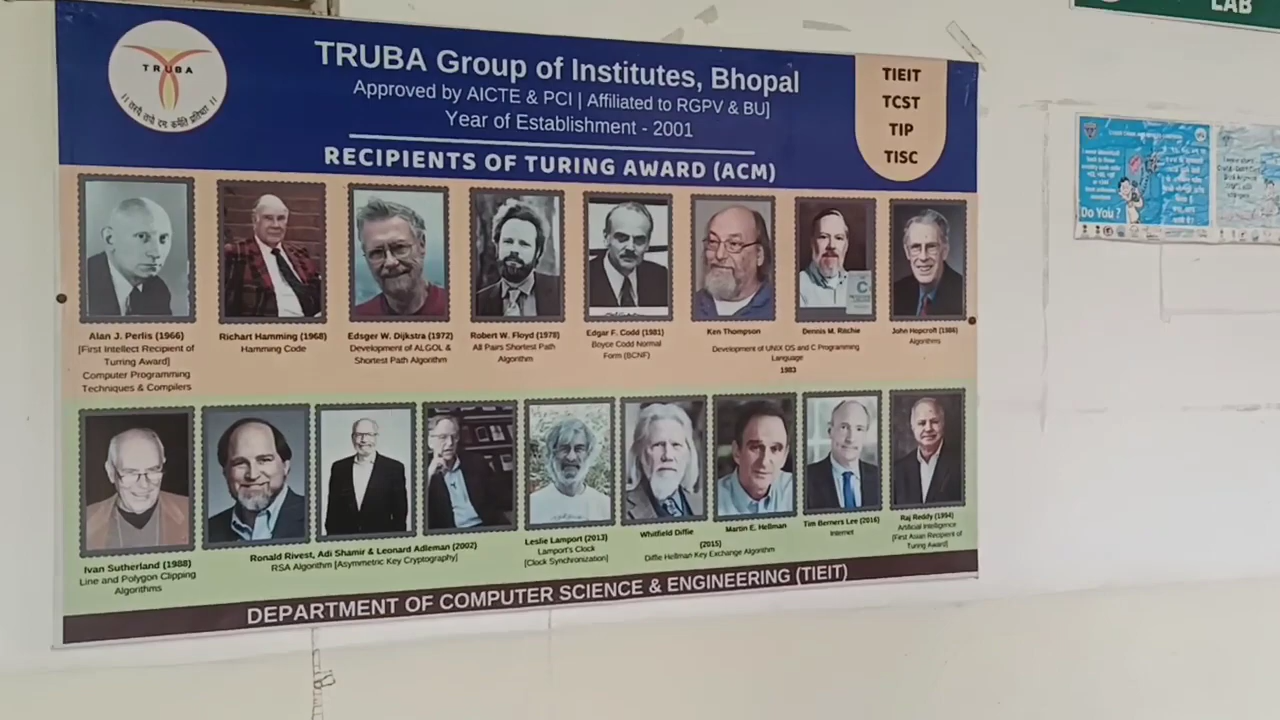 LAB
TRUBA
|| तस्यै तपो दमः कर्मेति प्रतिष्ठा ||
TRUBA Group of Institutes, Bhopal
Approved by AICTE & PCI | Affiliated to RGPV & BU]
Year of Establishment - 2001
RECIPIENTS OF TURING AWARD (ACM)
TIEIT
TCST
TIP
TISC
Alan J. Perlis (1966)
[First Intellect Recipient of
Turing Award]
Computer Programming
Techniques & Compilers
Richart Hamming (1968)
Hamming Code
Edsger W. Dijkstra (1972)
Development of ALGOL &
Shortest Path Algorithm
Robert W. Floyd (1978)
All Pairs Shortest Path
Algorithm
Edgar F. Codd (1981)
Boyce Codd Normal
Form (BCNF)
Ken Thompson
Dennis M. Ritchie
Development of UNIX OS and C Programming
Language
1983
John Hopcroft (1986)
Algorithms
C
Ivan Sutherland (1988)
Line and Polygon Clipping
Algorithms
Ronald Rivest, Adi Shamir & Leonard Adleman (2002)
RSA Algorithm [Asymmetric Key Cryptography]
Leslie Lamport (2013)
Lamport's Clock
[Clock Synchronization]
Whitfield Diffie
Martin E. Hellman
(2015)
Diffie Hellman Key Exchange Algorithm
Tim Berners Lee (2016)
Internet
Raj Reddy (1994)
Artificial Intelligence
[First Asian Recipient of
Turing Award]
DEPARTMENT OF COMPUTER SCIENCE & ENGINEERING (TIEIT)
Do You ?